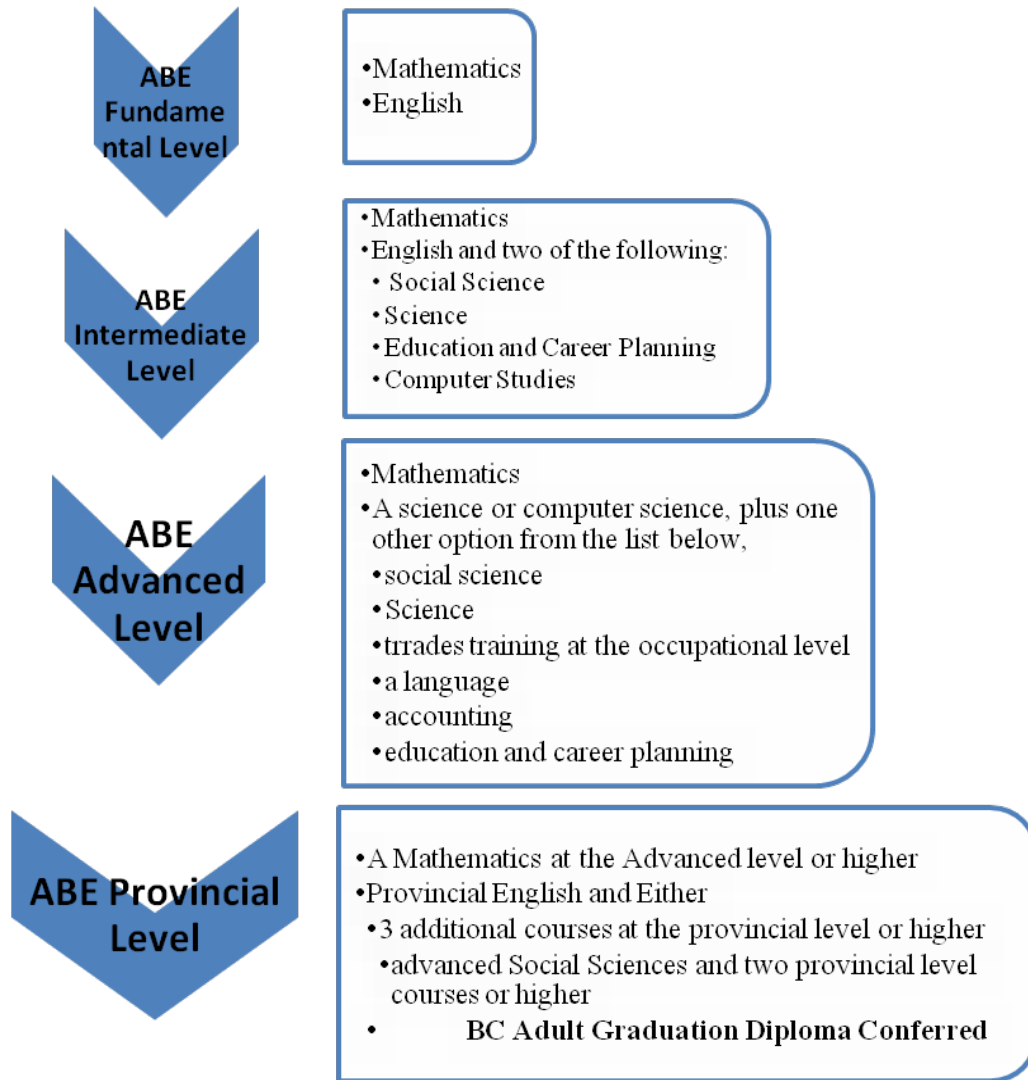 ABE
Fundame
ntal Level
•Mathematics
•English
ABE
Intermediate
Level
•Mathematics
•English and two of the following:
• Social Science
•Science
•Education and Career Planning
•Computer Studies
ABE
Advanced
Level
•Mathematics
•A science or computer science, plus one
other option from the list below,
•social science
•Science
•trrades training at the occupational level
•a language
•accounting
•education and career planning
ABE Provincial
Level
•A Mathematics at the Advanced level or higher
•Provincial English and Either
•3 additional courses at the provincial level or higher
•advanced Social Sciences and two provincial level
courses or higher
• BC Adult Graduation Diploma Conferred